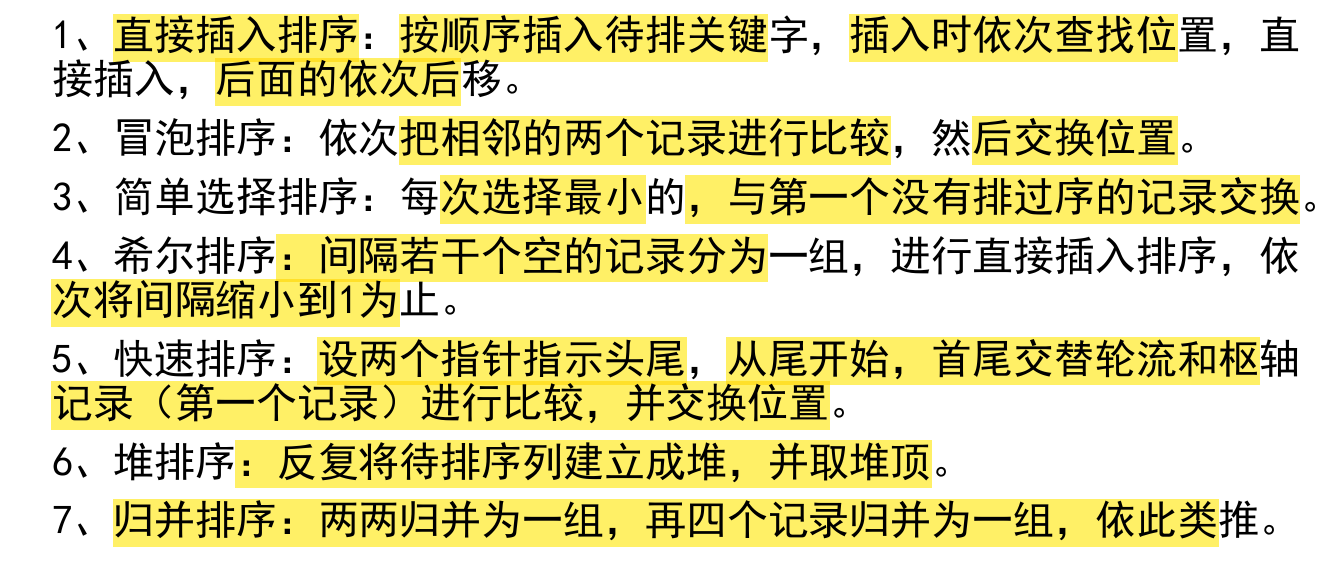 1、直接插入排序：按顺序插入待排关键字，插入时依次查找位置，直
接插入，后面的依次后移。
2、冒泡排序：依次把相邻的两个记录进行比较，然后交换位置。
3、简单选择排序：每次选择最小的，与第一个没有排过序的记录交换。
4、希尔排序：间隔若干个空的记录分为一组，进行直接插入排序，依
次将间隔缩小到1为止。
5、快速排序：设两个指针指示头尾，从尾开始，首尾交替轮流和枢轴
记录（第一个记录）进行比较，并交换位置。
6、堆排序：反复将待排序列建立成堆，并取堆顶。
7、归并排序：两两归并为一组，再四个记录归并为一组，依此类推。